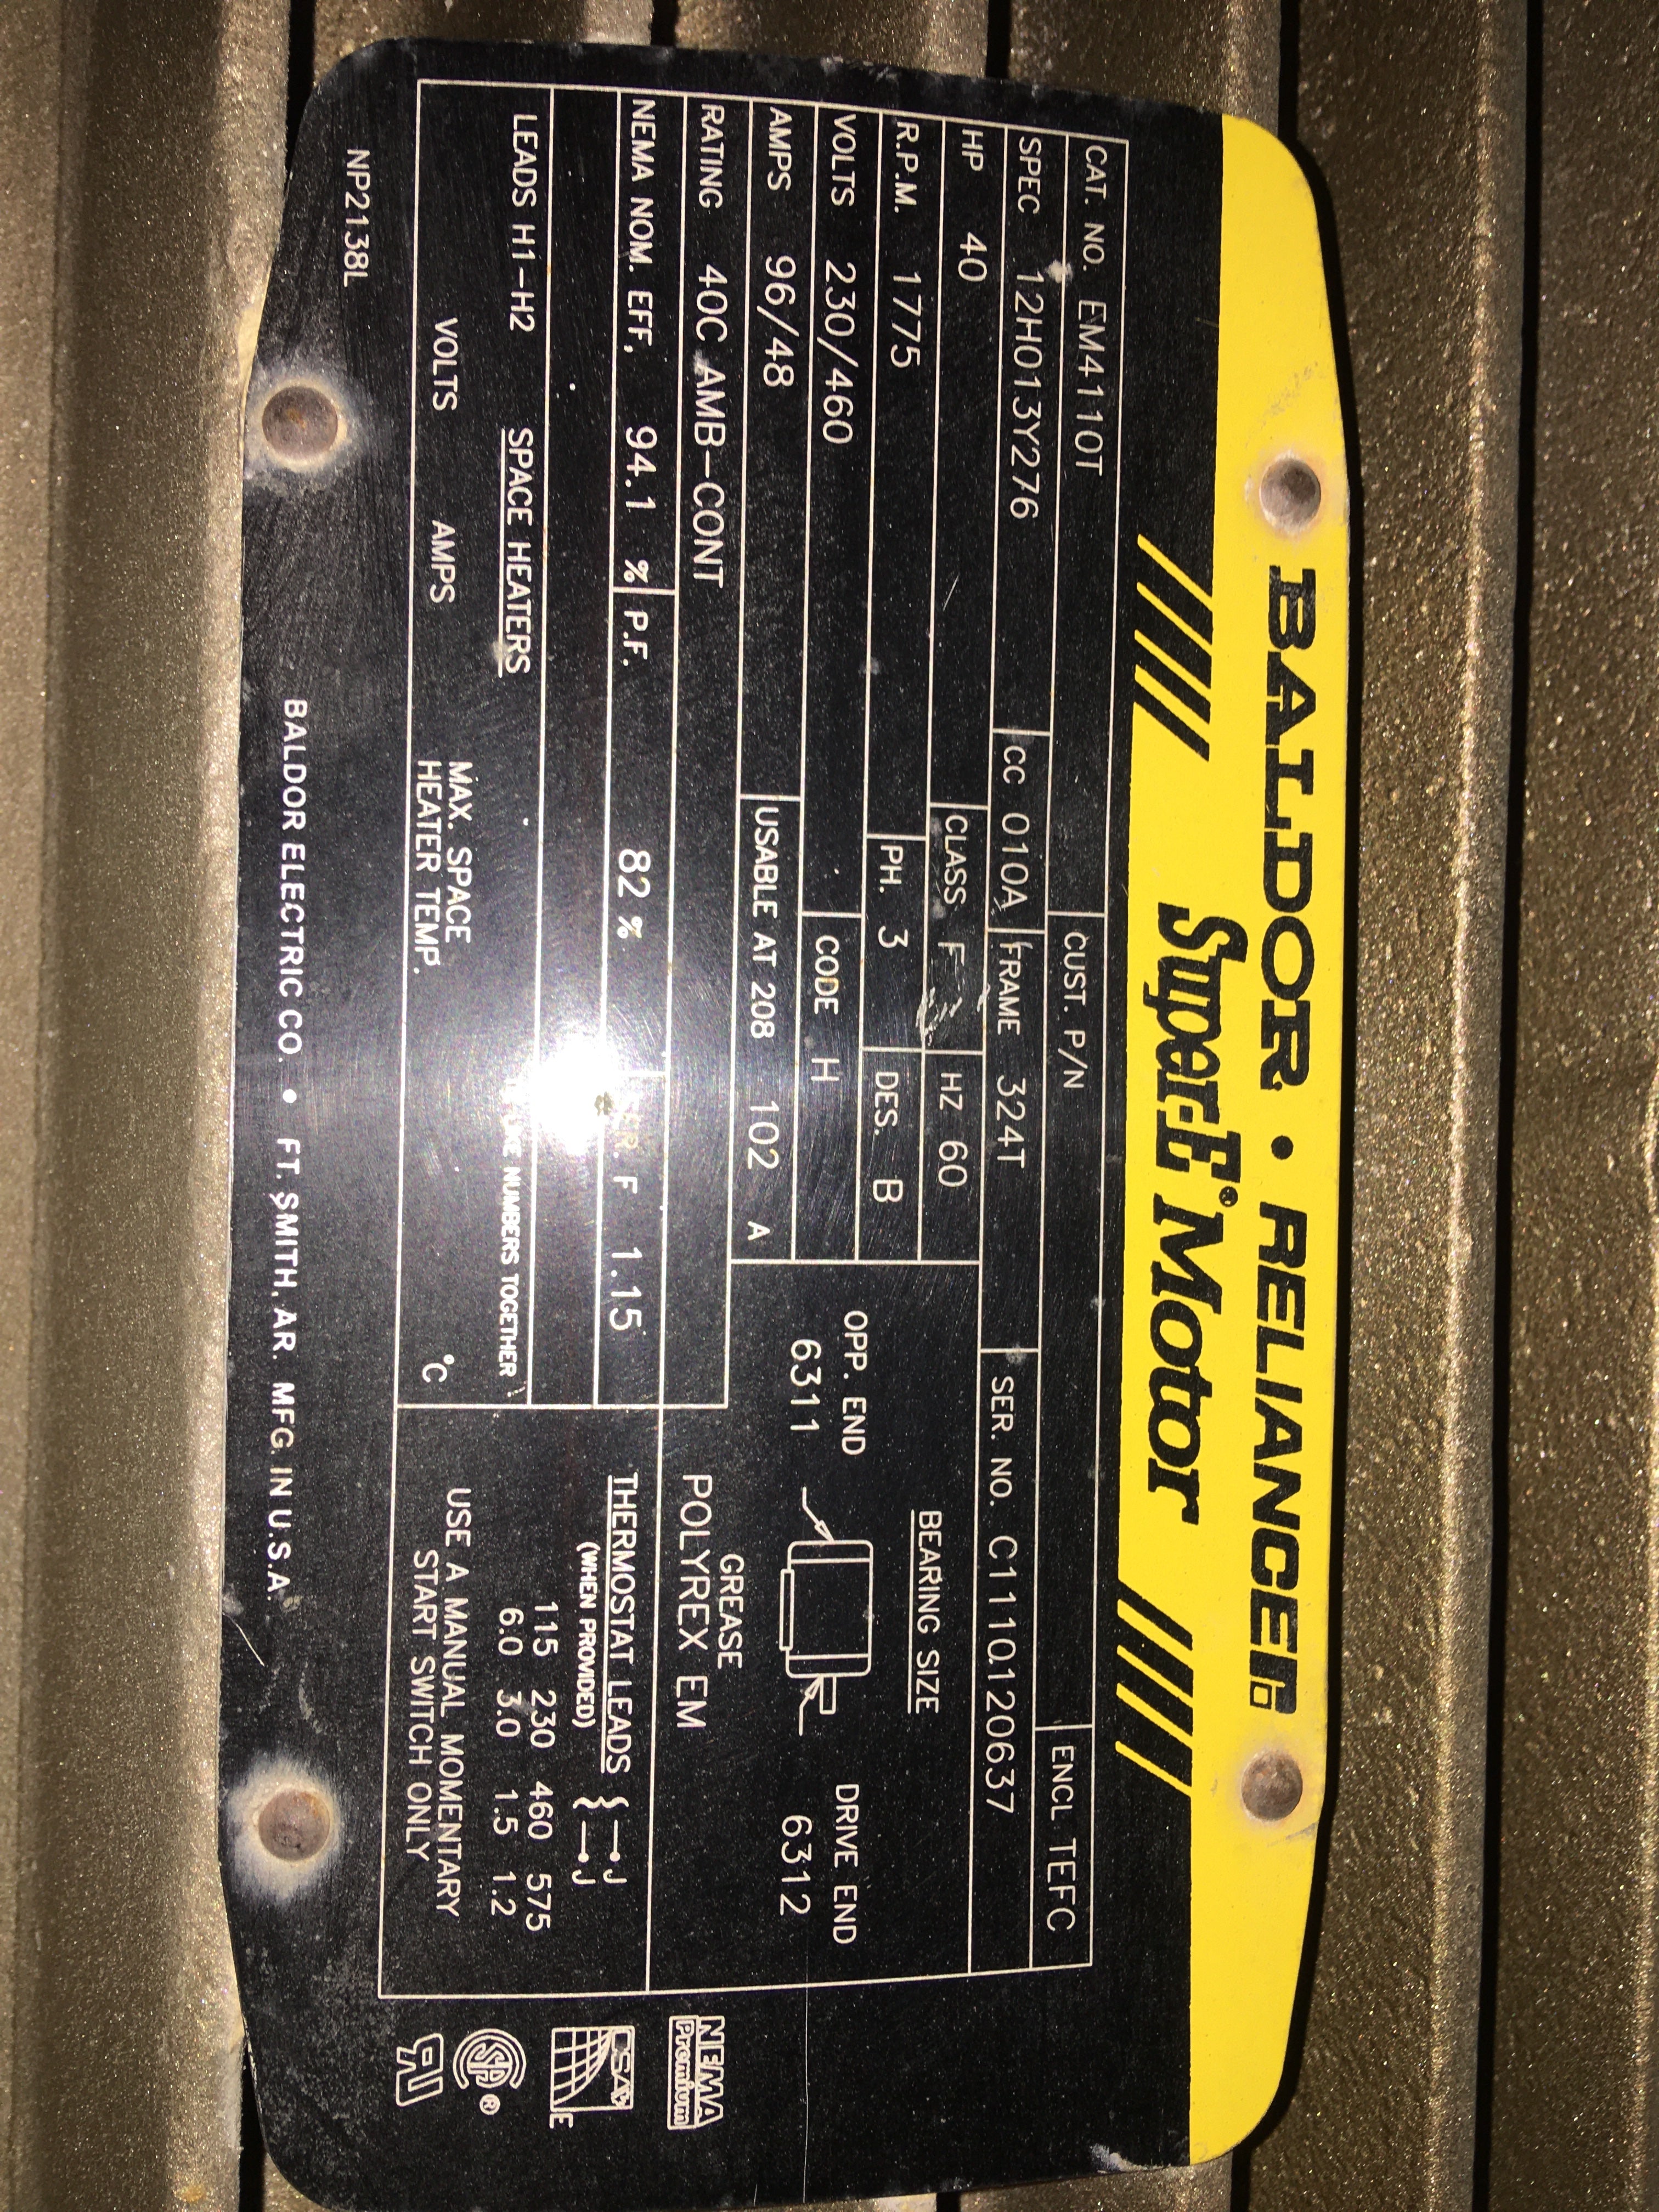 BALDOR • RELIANCER
SuperE® Motor
CAT. NO. EM4110T CUST. P/N ENCL TEFC
SPEC 12H013Y276 CC 010A FRAME 324T SER. NO. C1110120637
HP 40 CLASS F HZ 60
R.P.M. 1775 PH. 3 DES. B
VOLTS 230/460 CODE H
AMPS 96/48 USABLE AT 208 102 A
RATING 40C AMB-CONT
NEMA NOM. EFF. 94.1 % P.F. 82 % F 1.15
BEARING SIZE
OPP. END DRIVE END
6311 6312
GREASE
POLYREX EM
NUMBERS TOGETHER
LEADS H1-H2 SPACE HEATERS
VOLTS AMPS MAX. SPACE
HEATER TEMP. °C
THERMOSTAT LEADS { J
(WHEN PROVIDED) J
115 230 460 575
6.0 3.0 1.5 1.2
USE A MANUAL MOMENTARY
START SWITCH ONLY
NEMA
Premium
E
SA®
NP2138L
BALDOR ELECTRIC CO. • FT. SMITH, AR. MFG. IN U.S.A.